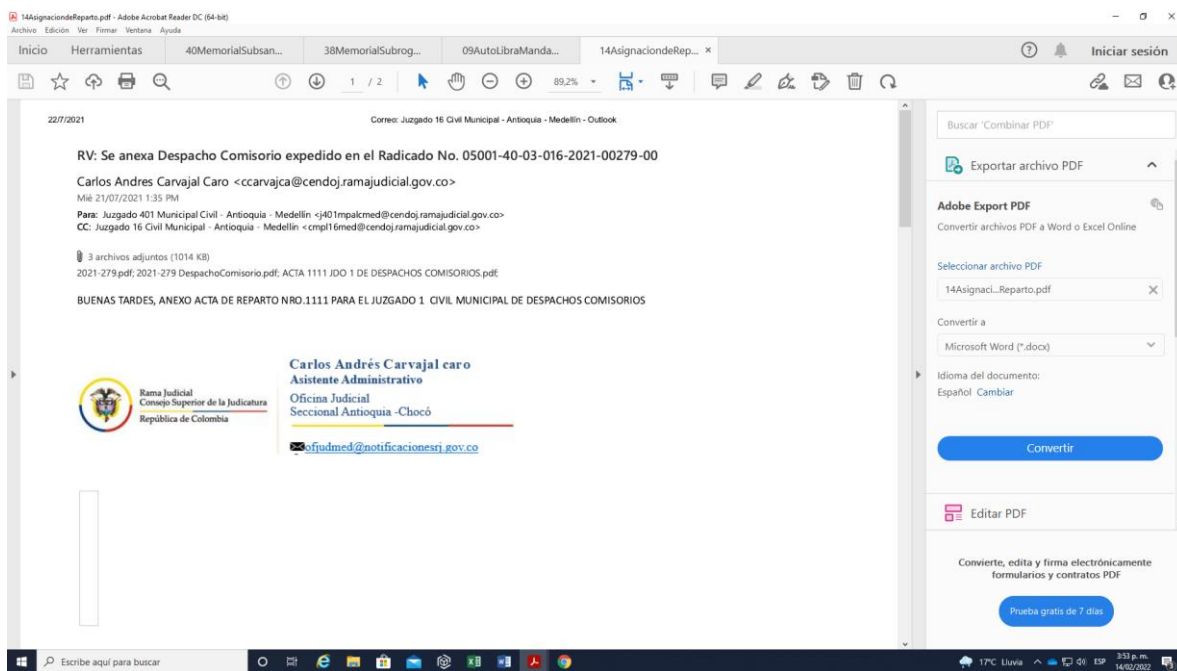 14AsignaciondeReparto.pdf - Adobe Acrobat Reader DC (64-bit)
Archivo Edición Ver Firmar Ventana Ayuda
Inicio Herramientas 40MemorialSubsan... 38MemorialSubrog... 09AutoLibraManda... 14AsignaciondeRep... × Iniciar sesión
1 / 2 89,2%
22/7/2021 Correo: Juzgado 16 Civil Municipal - Antioquia - Medellín - Outlook
RV: Se anexa Despacho Comisorio expedido en el Radicado No. 05001-40-03-016-2021-00279-00
Carlos Andres Carvajal Caro <ccarvajca@cendoj.ramajudicial.gov.co>
Mié 21/07/2021 1:35 PM
Para: Juzgado 401 Municipal Civil - Antioquia - Medellín <j401mpalcmed@cendoj.ramajudicial.gov.co>
CC: Juzgado 16 Civil Municipal - Antioquia - Medellín <cmpl16med@cendoj.ramajudicial.gov.co>
3 archivos adjuntos (1014 KB)
2021-279.pdf; 2021-279 DespachoComisorio.pdf; ACTA 1111 JDO 1 DE DESPACHOS COMISORIOS.pdf;
BUENAS TARDES, ANEXO ACTA DE REPARTO NRO.1111 PARA EL JUZGADO 1 CIVIL MUNICIPAL DE DESPACHOS COMISORIOS
Rama Judicial
Consejo Superior de la Judicatura
República de Colombia
Carlos Andrés Carvajal caro
Asistente Administrativo
Oficina Judicial
Seccional Antioquia -Chocó
ofjudmed@notificacionesrj.gov.co
Buscar 'Combinar PDF'
Exportar archivo PDF
Adobe Export PDF
Convertir archivos PDF a Word o Excel Online
Seleccionar archivo PDF
14Asignaci...Reparto.pdf
Convertir a
Microsoft Word (*.docx)
Idioma del documento:
Español Cambiar
Convertir
Editar PDF
Convierte, edita y firma electrónicamente
formularios y contratos PDF
Prueba gratis de 7 días
Escribe aquí para buscar
17°C Lluvia ESP 3:53 p. m.
14/02/2022